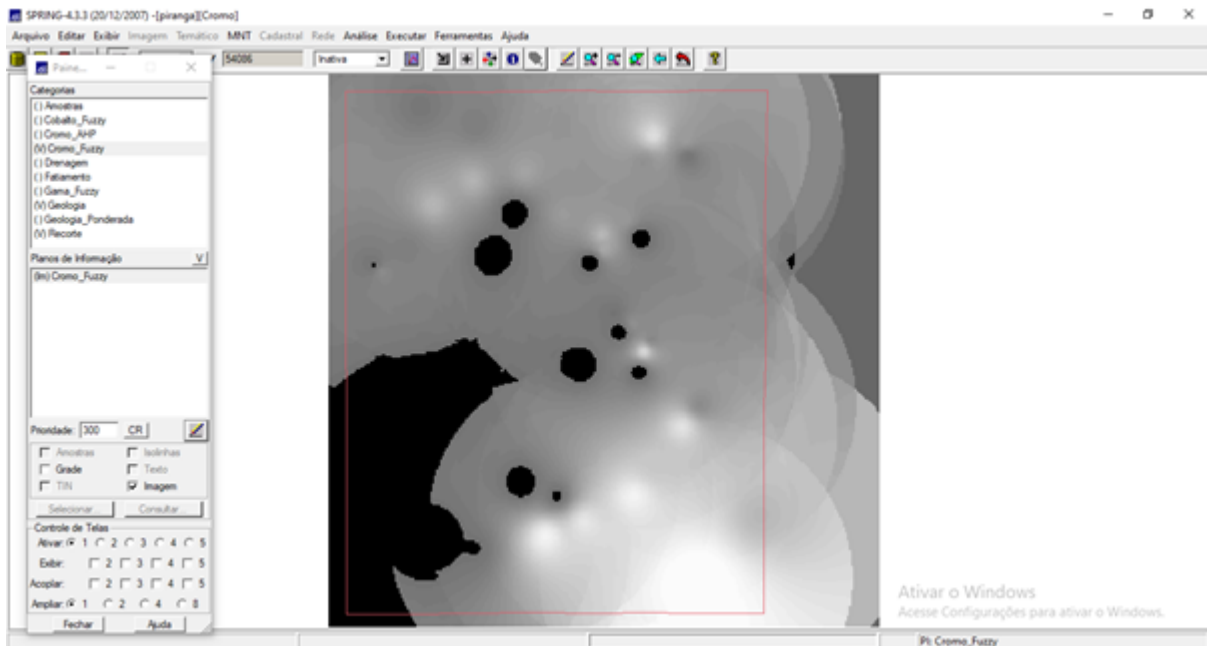 SPRING-4.3.3 (20/12/2007) -[piranga][Cromo]
Arquivo Editar Exibir Imagem Temático MNT Cadastral Rede Análise Executar Ferramentas Ajuda
54086 Inativa
Paine...
Categorias
( ) Amostras
( ) Cobalto_Fuzzy
( ) Cromo_AHP
(V) Cromo_Fuzzy
( ) Drenagem
( ) Fatiamento
( ) Gama_Fuzzy
(V) Geologia
( ) Geologia_Ponderada
(V) Recorte
Planos de Informação V
(Im) Cromo_Fuzzy
Prioridade: 300 CR
Amostras Isolinhas
Grade Texto
TIN Imagem
Selecionar... Consultar...
Controle de Telas
Ativar: 1 2 3 4 5
Exibir: 2 3 4 5
Acoplar: 2 3 4 5
Ampliar: 1 2 4 8
Fechar Ajuda
Ativar o Windows
Acesse Configurações para ativar o Windows.
PI: Cromo_Fuzzy